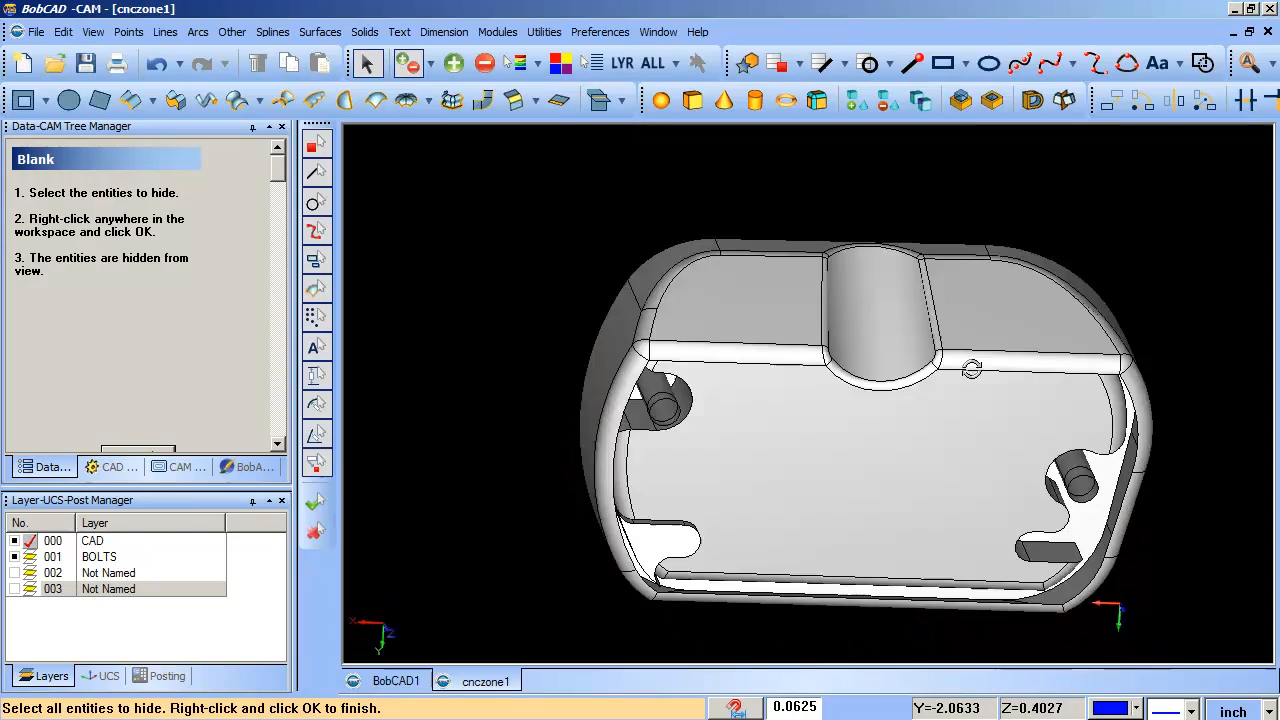 BobCAD -CAM - [cnczone1]
File Edit View Points Lines Arcs Other Splines Surfaces Solids Text Dimension Modules Utilities Preferences Window Help
LYR ALL Aa
Data-CAM Tree Manager
Blank
1. Select the entities to hide.
2. Right-click anywhere in the
workspace and click OK.
3. The entities are hidden from
view.
A
Data... CAD ... CAM ... BobA...
Layer-UCS-Post Manager
No. Layer
000 CAD
001 BOLTS
002 Not Named
003 Not Named
X Z
Y
Layers UCS Posting
BobCAD1 cnczone1
Select all entities to hide. Right-click and click OK to finish. 0.0625 Y=-2.0633 Z=0.4027 inch